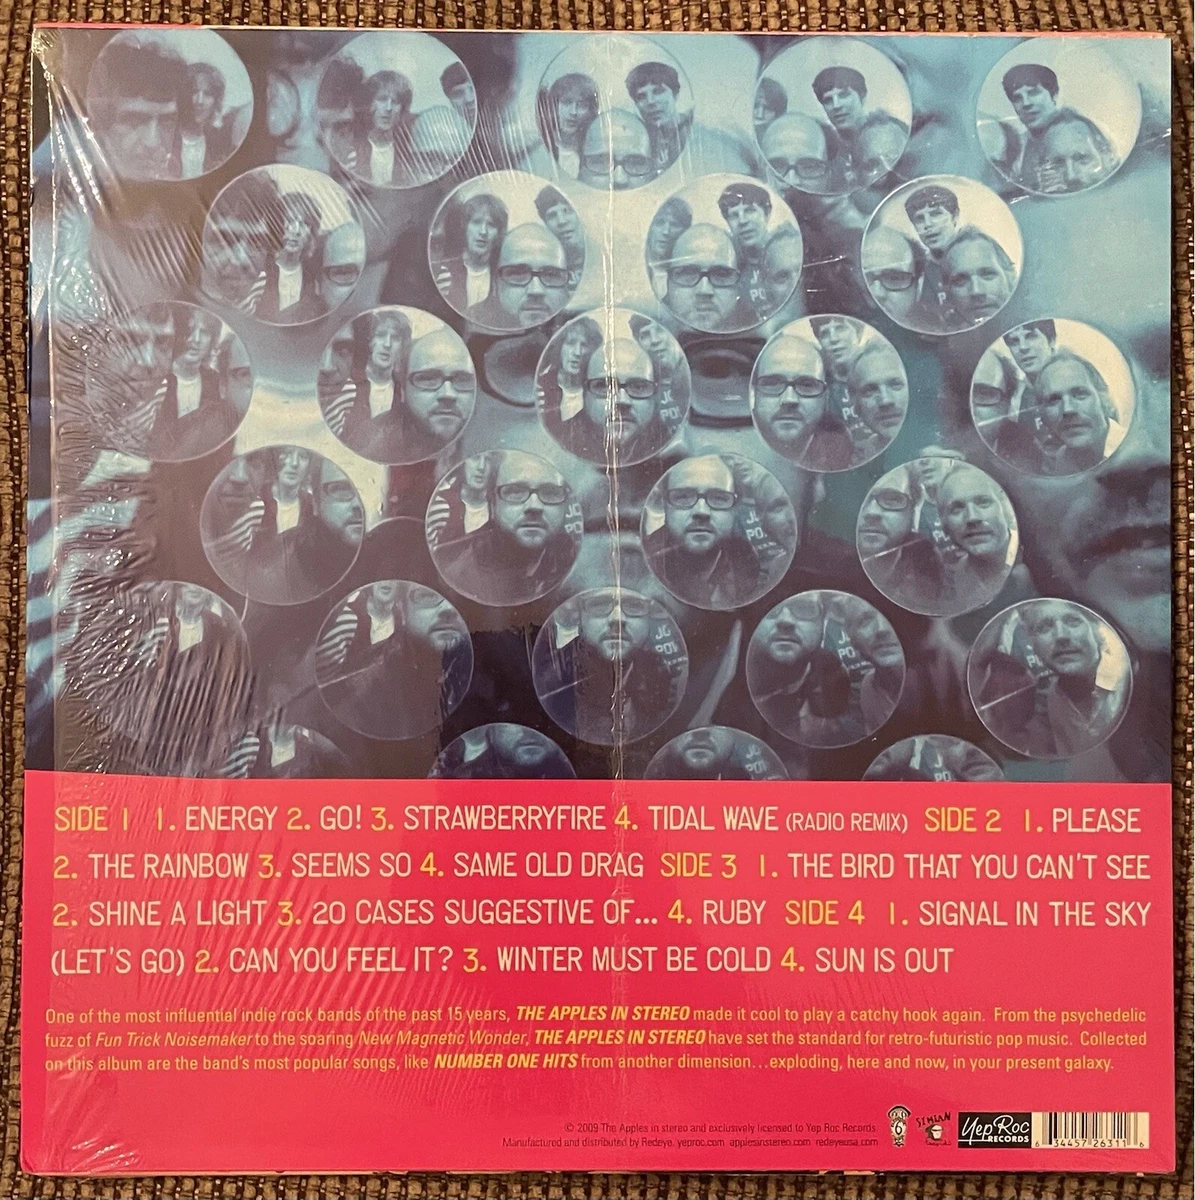 SIDE 1 1. ENERGY 2. GO! 3. STRAWBERRYFIRE 4. TIDAL WAVE (RADIO REMIX) SIDE 2 1. PLEASE
2. THE RAINBOW 3. SEEMS SO 4. SAME OLD DRAG SIDE 3 1. THE BIRD THAT YOU CAN'T SEE
2. SHINE A LIGHT 3. 20 CASES SUGGESTIVE OF... 4. RUBY SIDE 4 1. SIGNAL IN THE SKY
(LET'S GO) 2. CAN YOU FEEL IT? 3. WINTER MUST BE COLD 4. SUN IS OUT
One of the most influential indie rock bands of the past 15 years, THE APPLES IN STEREO made it cool to play a catchy hook again. From the psychedelic
fuzz of Fun Trick Noisemaker to the soaring New Magnetic Wonder, THE APPLES IN STEREO have set the standard for retro-futuristic pop music. Collected
on this album are the band's most popular songs, like NUMBER ONE HITS from another dimension...exploding, here and now, in your present galaxy.
© 2009 The Apples in stereo and exclusively licensed to Yep Roc Records
Manufactured and distributed by Redeye. yeproc.com applesinstereo.com redeyeusa.com
6
SIMIAN
Yep Roc
RECORDS
6 34457 26311 6